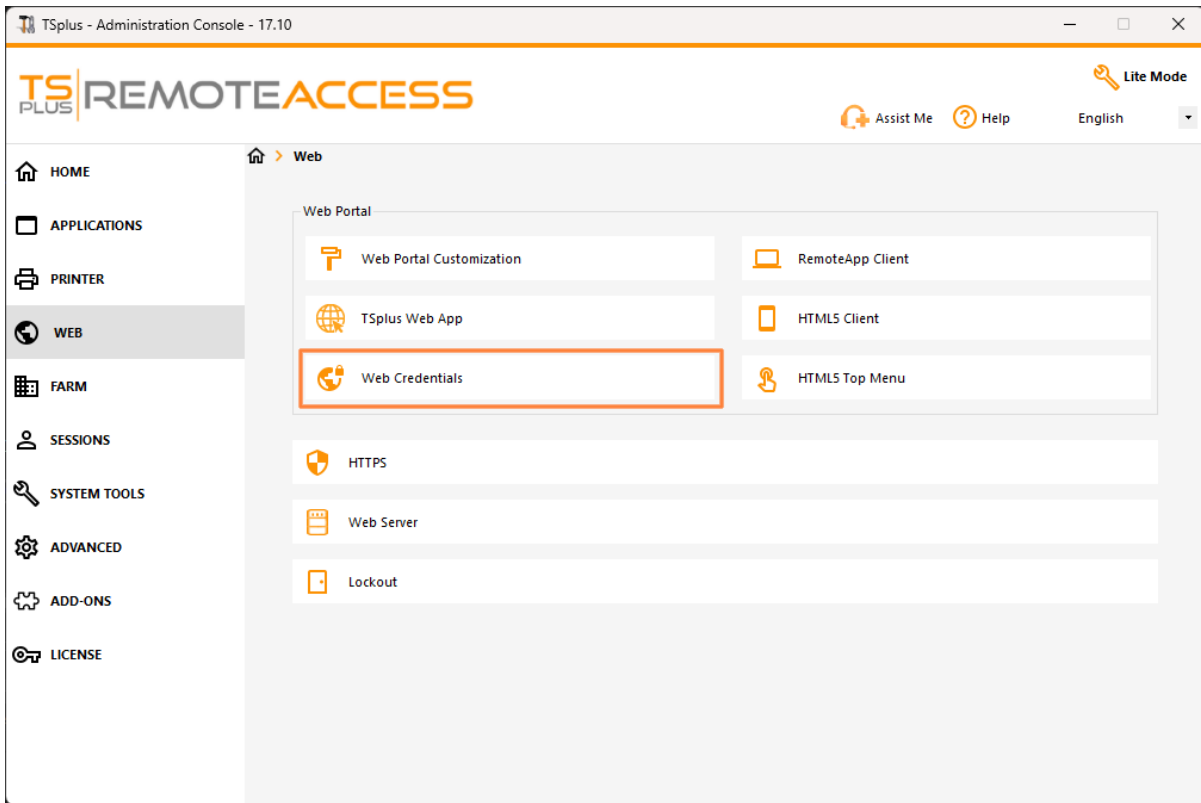 TSplus - Administration Console - 17.10
TS PLUS REMOTEACCESS
Lite Mode
Assist Me
Help
English
HOME
APPLICATIONS
PRINTER
WEB
FARM
SESSIONS
SYSTEM TOOLS
ADVANCED
ADD-ONS
LICENSE
Web
Web Portal
Web Portal Customization
RemoteApp Client
TSplus Web App
HTML5 Client
Web Credentials
HTML5 Top Menu
HTTPS
Web Server
Lockout